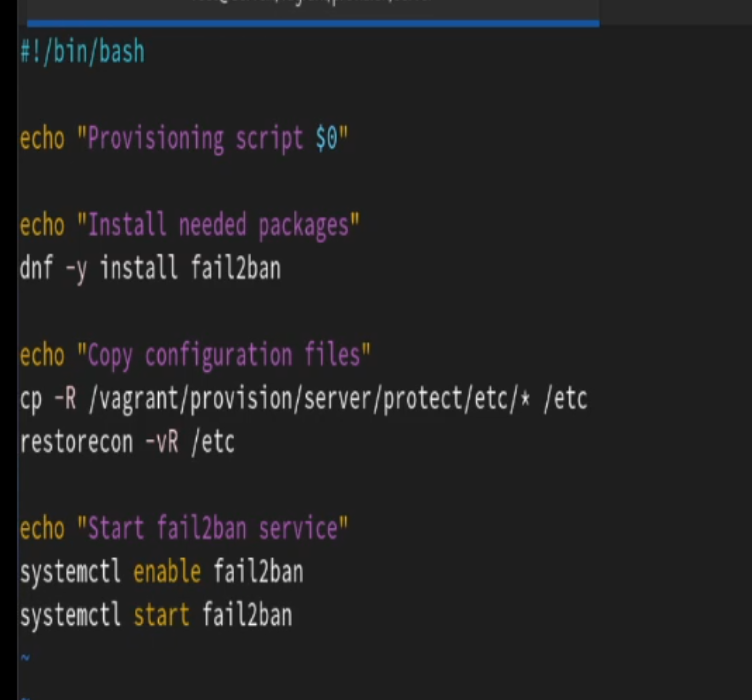 #!/bin/bash
echo "Provisioning script $0"
echo "Install needed packages"
dnf -y install fail2ban
echo "Copy configuration files"
cp -R /vagrant/provision/server/protect/etc/* /etc
restorecon -vR /etc
echo "Start fail2ban service"
systemctl enable fail2ban
systemctl start fail2ban
~
~